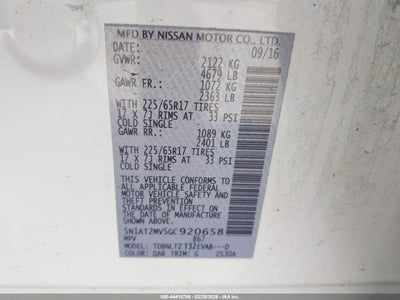 MFD BY NISSAN MOTOR CO., LTD.
DATE: 09/16
GVWR: 2122 KG
4679 LB
GAWR FR.: 1072 KG
2363 LB
WITH 225/65R17 TIRES
17 X 7J RIMS AT 33 PSI
COLD SINGLE
GAWR RR.: 1089 KG
2401 LB
WITH 225/65R17 TIRES
17 X 7J RIMS AT 33 PSI
COLD SINGLE
THIS VEHICLE CONFORMS TO ALL
APPLICABLE FEDERAL MOTOR
VEHICLE SAFETY AND THEFT PREVENTION
STANDARDS IN EFFECT ON THE DATE OF
MANUFACTURE SHOWN ABOVE.
5N1AT2MV5GC920658
MPV 867
MODEL: TDBNLTZ T32EVAB---D
COLOR: QAB TRIM: G 2530A